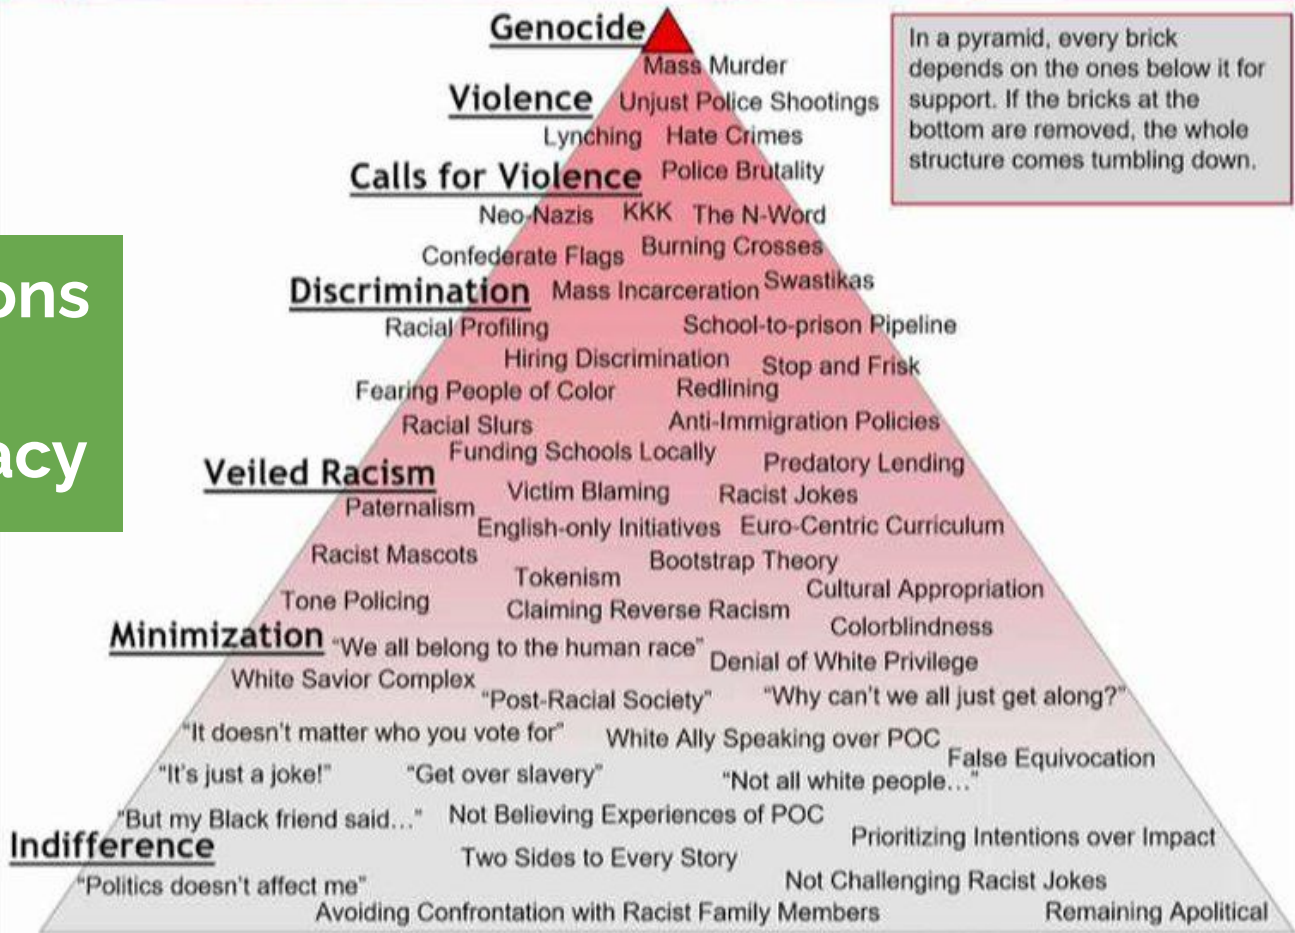 Genocide
In a pyramid, every brick
depends on the ones below it for
support. If the bricks at the
bottom are removed, the whole
structure comes tumbling down.
Mass Murder
Violence Unjust Police Shootings
Lynching Hate Crimes
Calls for Violence Police Brutality
Neo-Nazis KKK The N-Word
Confederate Flags Burning Crosses
Discrimination Mass Incarceration Swastikas
Racial Profiling School-to-prison Pipeline
Hiring Discrimination Stop and Frisk
Fearing People of Color Redlining
Racial Slurs Anti-Immigration Policies
Funding Schools Locally Predatory Lending
Veiled Racism
Victim Blaming Racist Jokes
Paternalism
English-only Initiatives Euro-Centric Curriculum
Racist Mascots Bootstrap Theory
Tokenism Cultural Appropriation
Tone Policing Claiming Reverse Racism
Colorblindness
Minimization "We all belong to the human race"
Denial of White Privilege
White Savior Complex
"Post-Racial Society" "Why can't we all just get along?"
"It doesn't matter who you vote for" White Ally Speaking over POC
False Equivocation
"It's just a joke!" "Get over slavery" "Not all white people..."
"But my Black friend said..." Not Believing Experiences of POC
Prioritizing Intentions over Impact
Indifference
Two Sides to Every Story
"Politics doesn't affect me" Not Challenging Racist Jokes
Avoiding Confrontation with Racist Family Members Remaining Apolitical
ons
acy